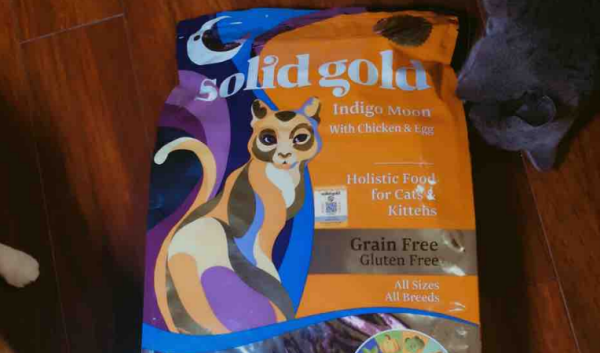 solid gold
Indigo Moon
With Chicken & Egg
Holistic Food
for Cats &
Kittens
Grain Free
Gluten Free
All Sizes
All Breeds